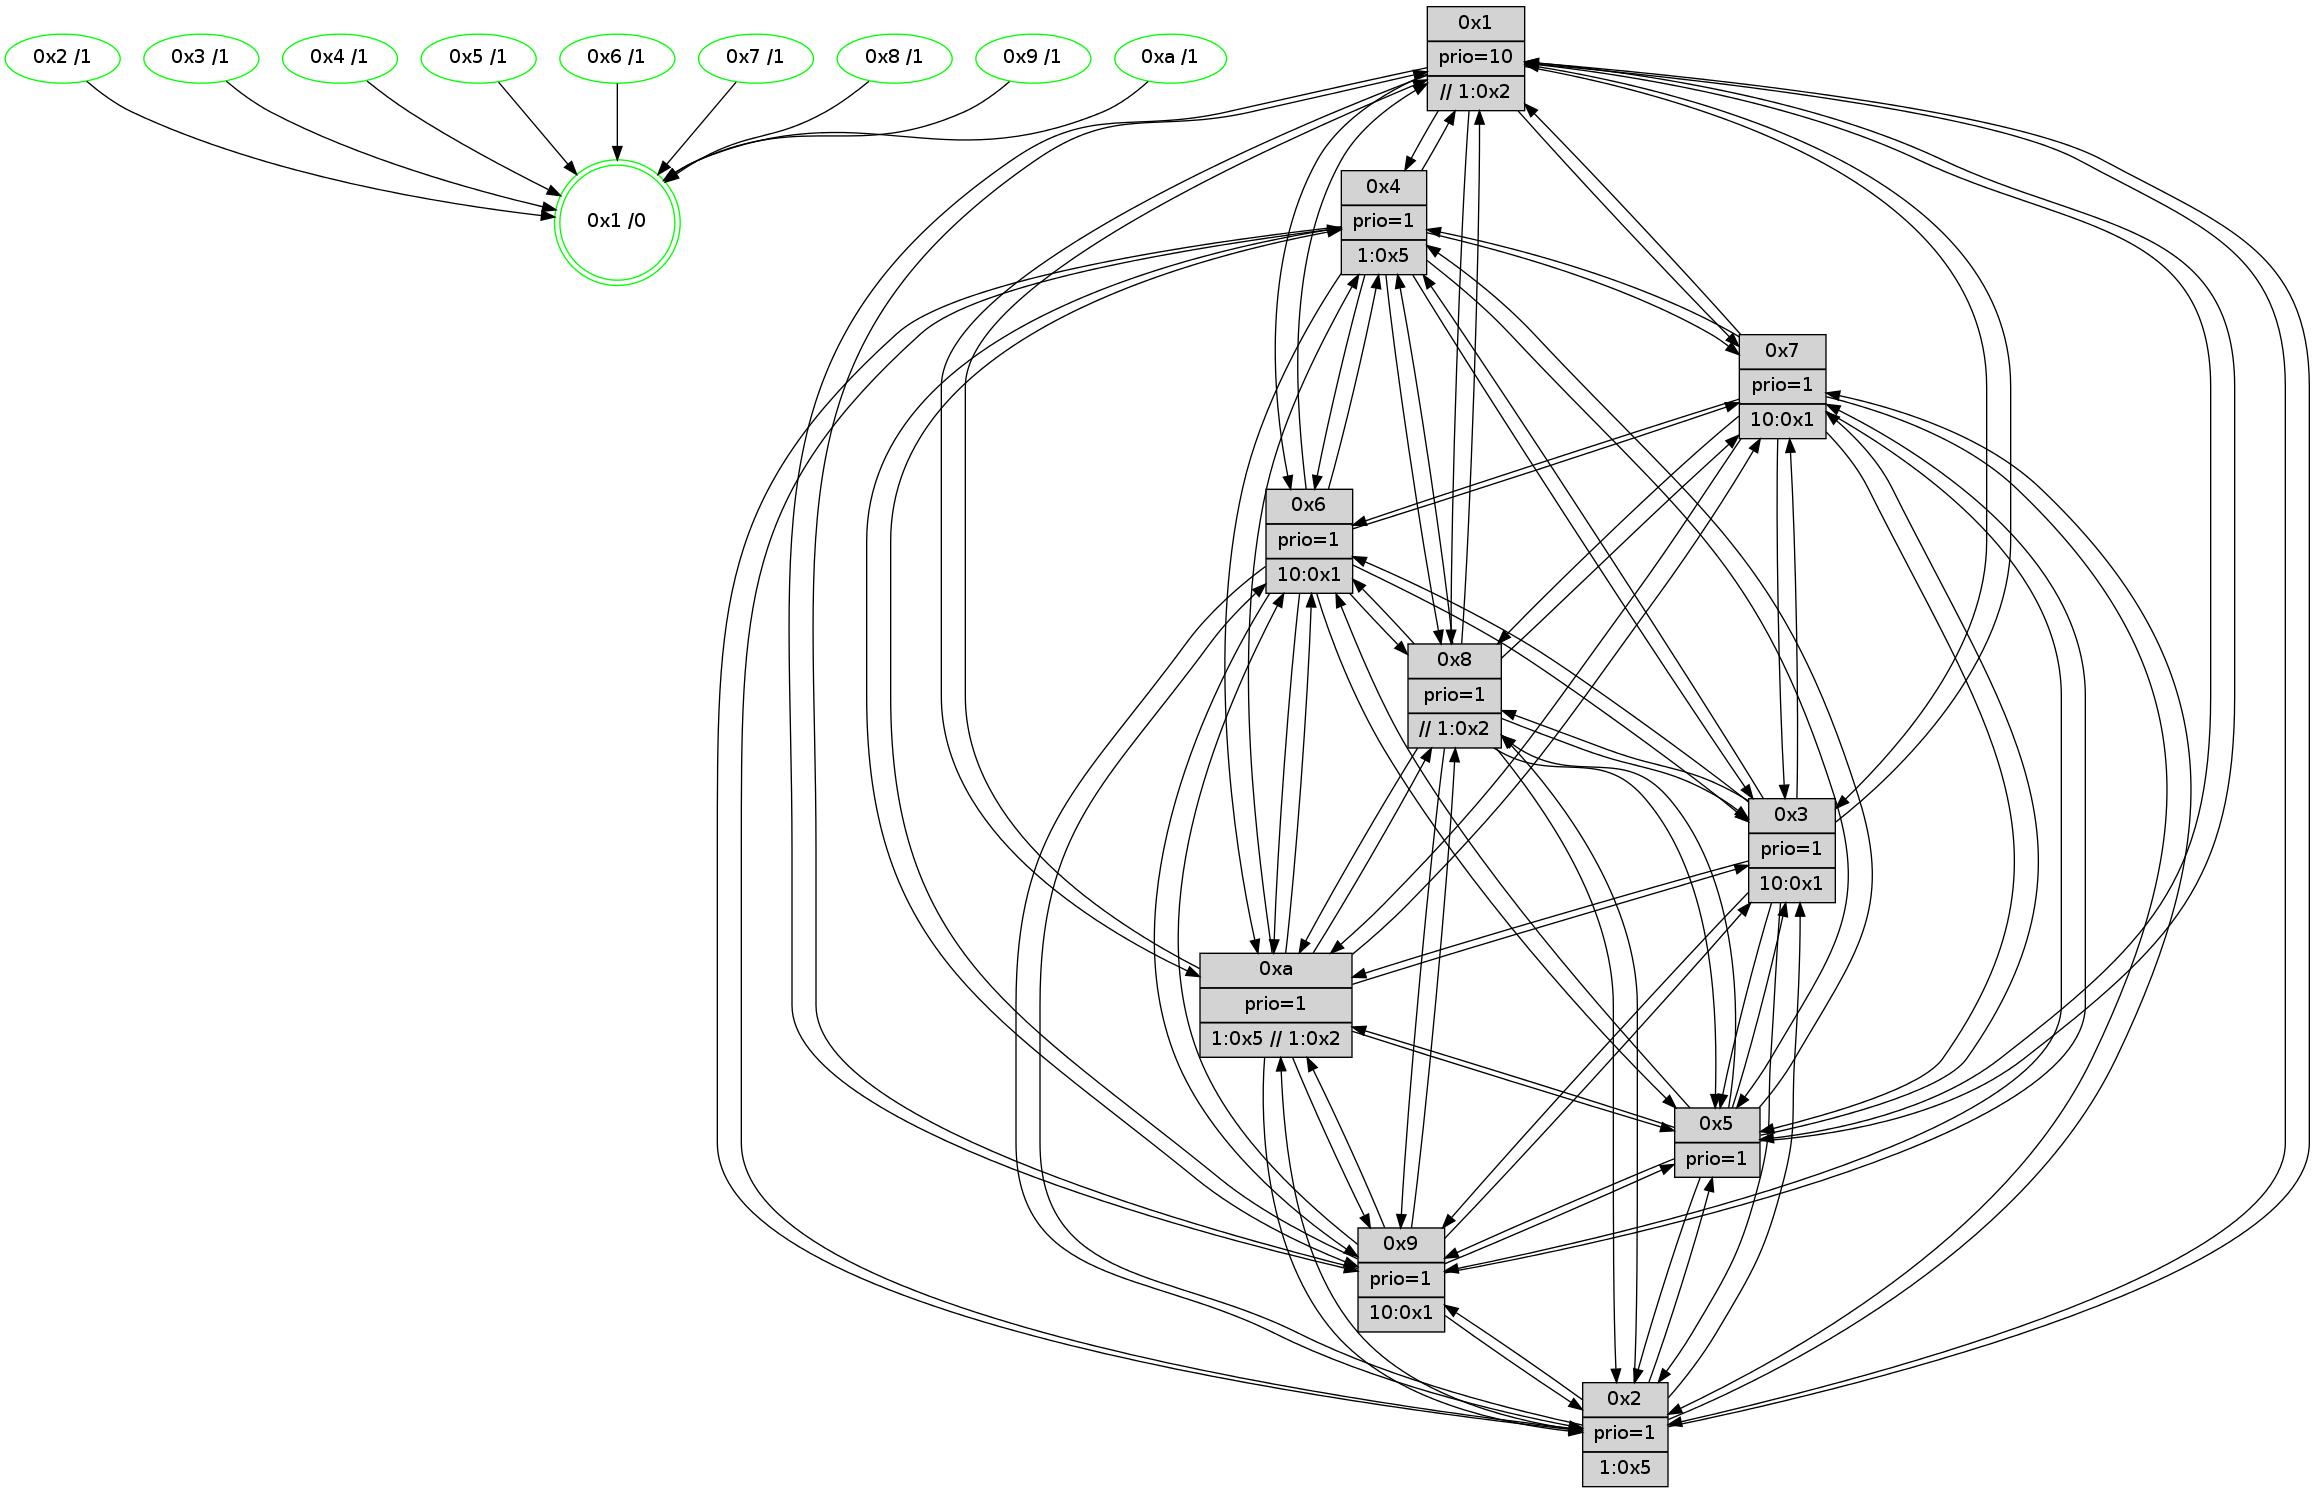 0x2 /1
0x3 /1
0x4 /1
0x5 /1
0x6 /1
0x7 /1
0x8 /1
0x9 /1
0xa /1
0x1 /0
0x1
prio=10
// 1:0x2
0x4
prio=1
1:0x5
0x7
prio=1
10:0x1
0x6
prio=1
10:0x1
0x8
prio=1
// 1:0x2
0x3
prio=1
10:0x1
0xa
prio=1
1:0x5 // 1:0x2
0x5
prio=1
0x9
prio=1
10:0x1
0x2
prio=1
1:0x5